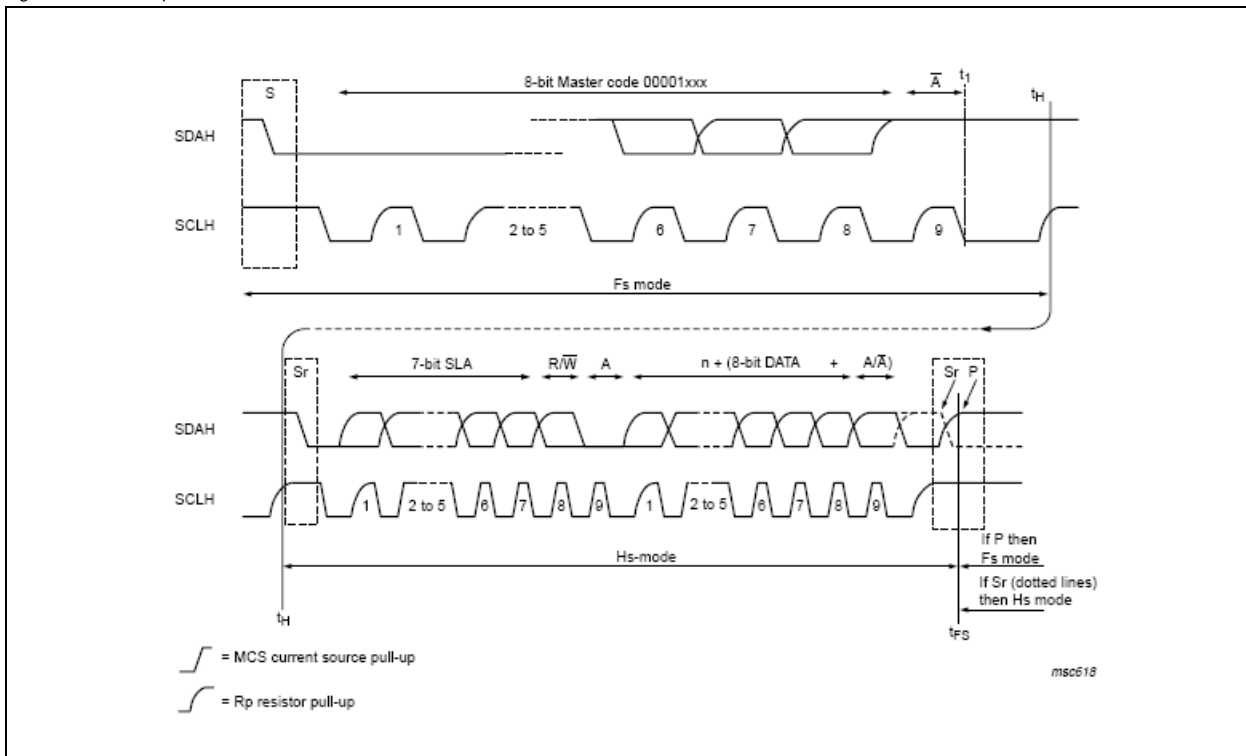 S
8-bit Master code 00001xxx
A̅
t1
tH
SDAH
SCLH
1
2 to 5
6
7
8
9
Fs mode
Sr
7-bit SLA
R/W̅
A
n + (8-bit DATA
+
A/A̅)
Sr
P
SDAH
SCLH
1
2 to 5
6
7
8
9
1
2 to 5
6
7
8
9
If P then
Fs mode
Hs-mode
If Sr (dotted lines)
then Hs mode
tH
tFS
= MCS current source pull-up
msc618
= Rp resistor pull-up